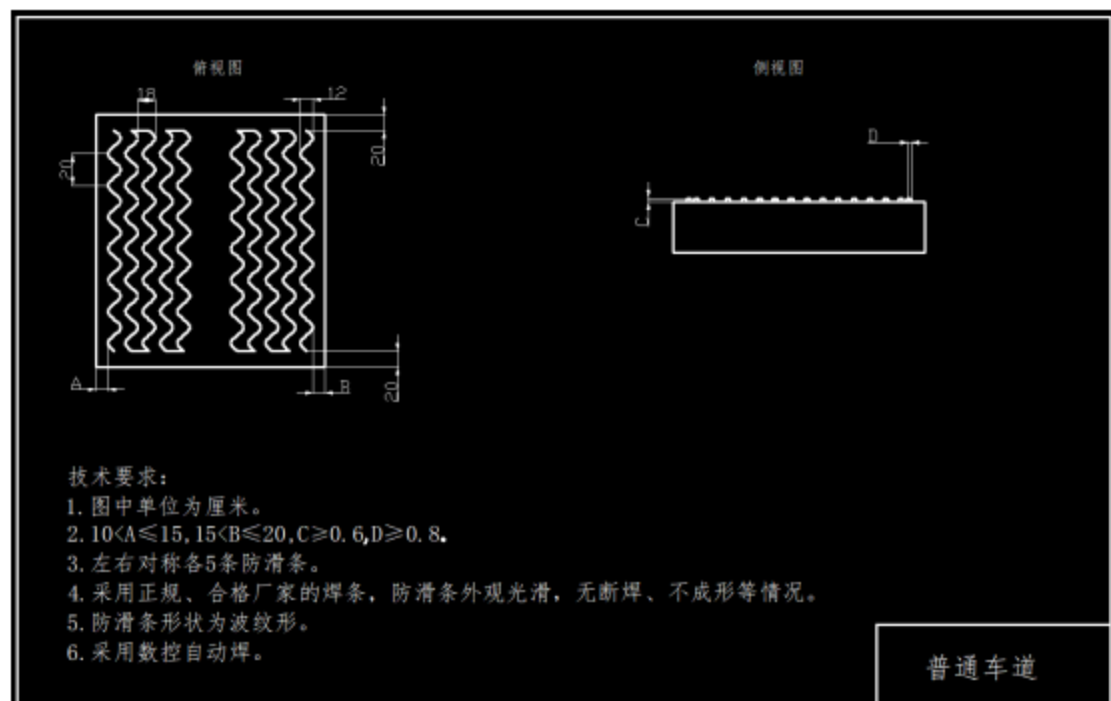 俯视图
侧视图
18
12
20
20
D
C
A
B
20
技术要求:
1.图中单位为厘米。
2.10<A≤15,15<B≤20,C≥0.6,D≥0.8.
3.左右对称各5条防滑条。
4.采用正规、合格厂家的焊条，防滑条外观光滑，无断焊、不成形等情况。
5.防滑条形状为波纹形。
6.采用数控自动焊。
普通车道